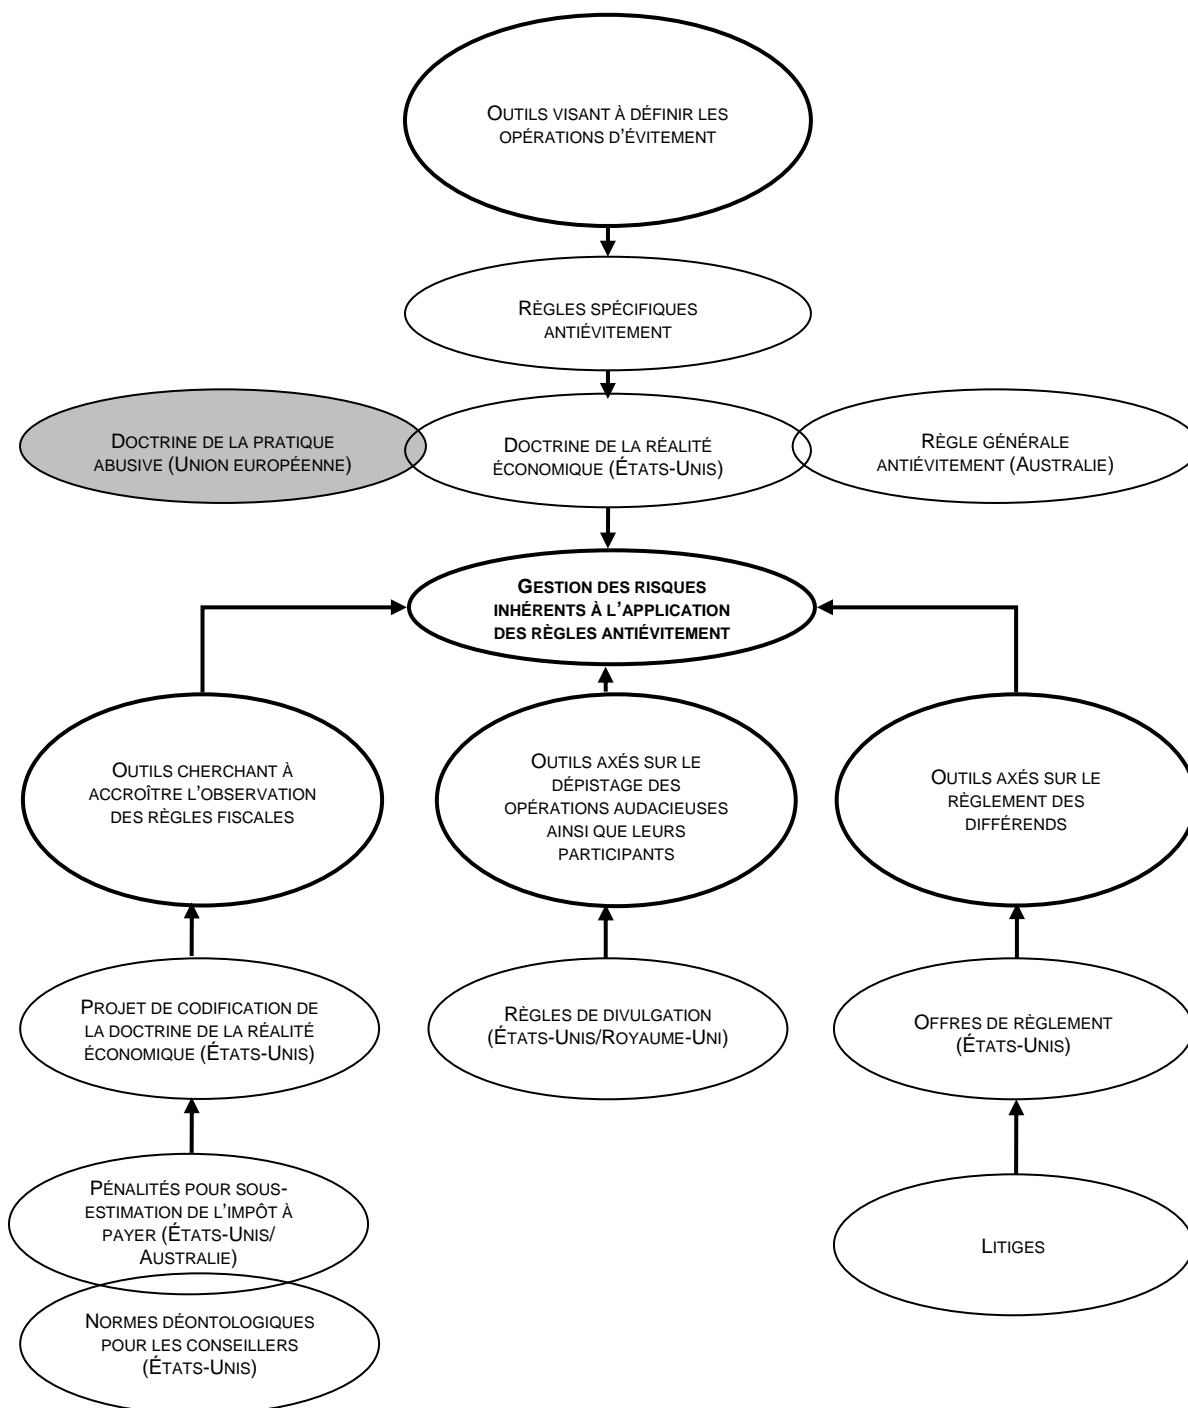 OUTILS VISANT À DÉFINIR LES
OPÉRATIONS D'ÉVITEMENT
RÈGLES SPÉCIFIQUES
ANTIÉVITEMENT
DOCTRINE DE LA PRATIQUE
ABUSIVE (UNION EUROPÉENNE)
DOCTRINE DE LA RÉALITÉ
ÉCONOMIQUE (ÉTATS-UNIS)
RÈGLE GÉNÉRALE
ANTIÉVITEMENT (AUSTRALIE)
GESTION DES RISQUES
INHÉRENTS À L'APPLICATION
DES RÈGLES ANTIÉVITEMENT
OUTILS CHERCHANT À
ACCROÎTRE L'OBSERVATION
DES RÈGLES FISCALES
OUTILS AXÉS SUR LE
DÉPISTAGE DES
OPÉRATIONS AUDACIEUSES
AINSI QUE LEURS
PARTICIPANTS
OUTILS AXÉS SUR LE
RÈGLEMENT DES
DIFFÉRENDS
PROJET DE CODIFICATION DE
LA DOCTRINE DE LA RÉALITÉ
ÉCONOMIQUE (ÉTATS-UNIS)
RÈGLES DE DIVULGATION
(ÉTATS-UNIS/ROYAUME-UNI)
OFFRES DE RÈGLEMENT
(ÉTATS-UNIS)
PÉNALITÉS POUR SOUS-
ESTIMATION DE L'IMPÔT À
PAYER (ÉTATS-UNIS/
AUSTRALIE)
LITIGES
NORMES DÉONTOLOGIQUES
POUR LES CONSEILLERS
(ÉTATS-UNIS)